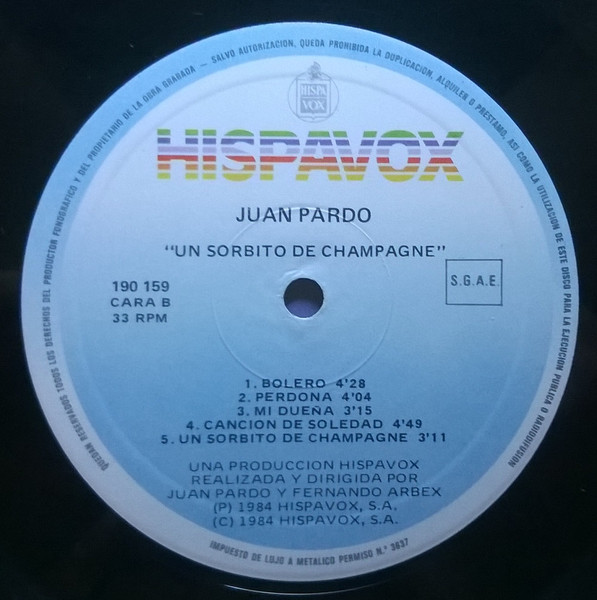 QUEDAN RESERVADOS TODOS LOS DERECHOS DEL PRODUCTOR FONOGRAFICO Y DEL PROPIETARIO DE LA OBRA GRABADA — SALVO AUTORIZACION, QUEDA PROHIBIDA LA DUPLICACION, ALQUILER O PRESTAMO, ASI COMO LA UTILIZACION DE ESTE DISCO PARA LA EJECUCION PUBLICA O RADIODIFUSION
HISPA
VOX
HISPAVOX
JUAN PARDO
"UN SORBITO DE CHAMPAGNE"
190 159
CARA B
33 RPM
S.G.A.E.
1. BOLERO 4'28
2. PERDONA 4'04
3. MI DUEÑA 3'15
4. CANCION DE SOLEDAD 4'49
5. UN SORBITO DE CHAMPAGNE 3'11
UNA PRODUCCION HISPAVOX
REALIZADA Y DIRIGIDA POR
JUAN PARDO Y FERNANDO ARBEX
(P) 1984 HISPAVOX, S.A.
(C) 1984 HISPAVOX, S.A.
IMPUESTO DE LUJO A METALICO PERMISO N.º 3637